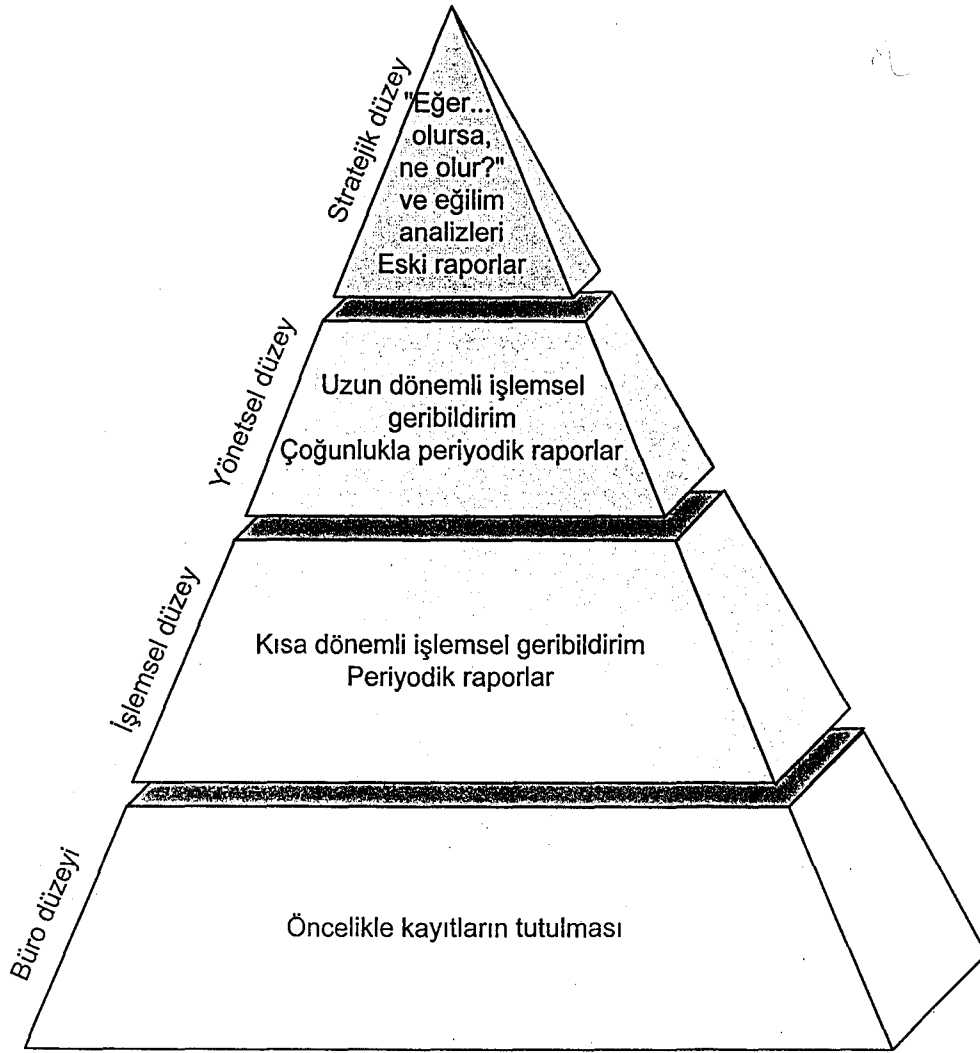 Stratejik düzey
"Eğer...
olursa,
ne olur?"
ve eğilim
analizleri
Eski raporlar
Yönetsel düzey
Uzun dönemli işlemsel
geribildirim
Çoğunlukla periyodik raporlar
İşlemsel düzey
Kısa dönemli işlemsel geribildirim
Periyodik raporlar
Büro düzeyi
Öncelikle kayıtların tutulması